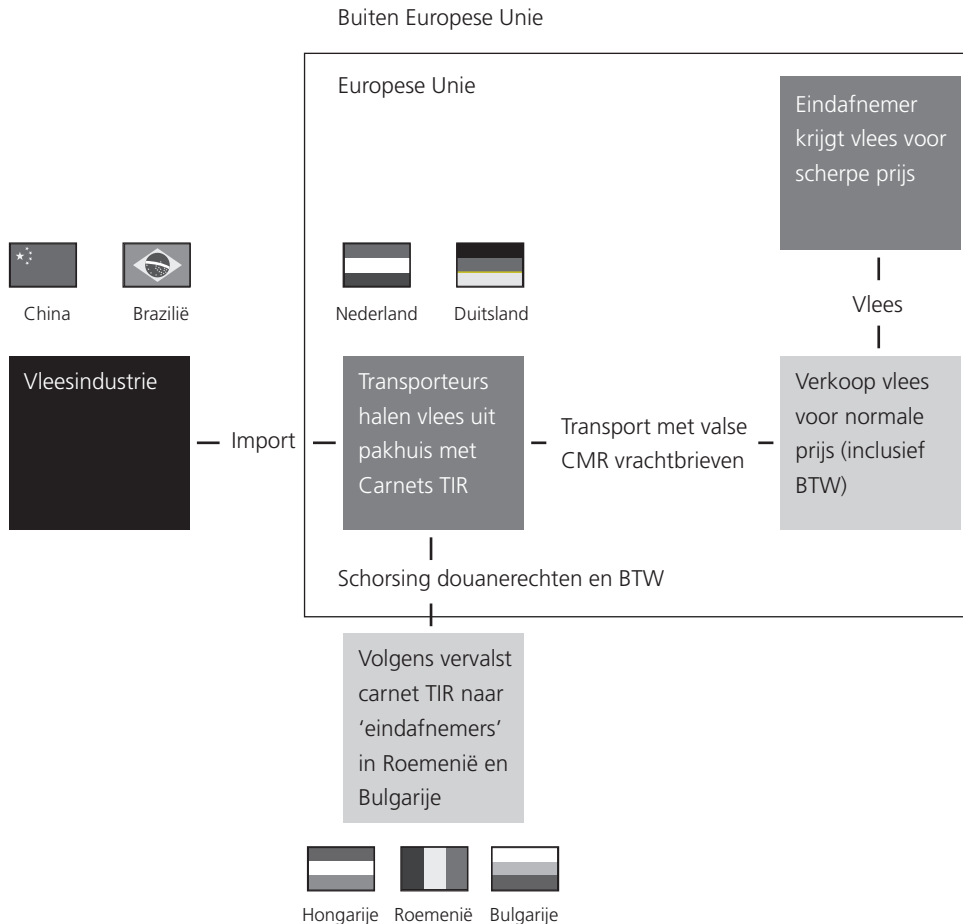 Buiten Europese Unie
Europese Unie
Eindafnemer
krijgt vlees voor
scherpe prijs
China
Brazilië
Nederland
Duitsland
Vlees
Vleesindustrie
Import
Transporteurs
halen vlees uit
pakhuis met
Carnets TIR
Transport met valse
CMR vrachtbrieven
Verkoop vlees
voor normale
prijs (inclusief
BTW)
Schorsing douanerechten en BTW
Volgens vervalst
carnet TIR naar
‘eindafnemers’
in Roemenië en
Bulgarije
Hongarije
Roemenië
Bulgarije